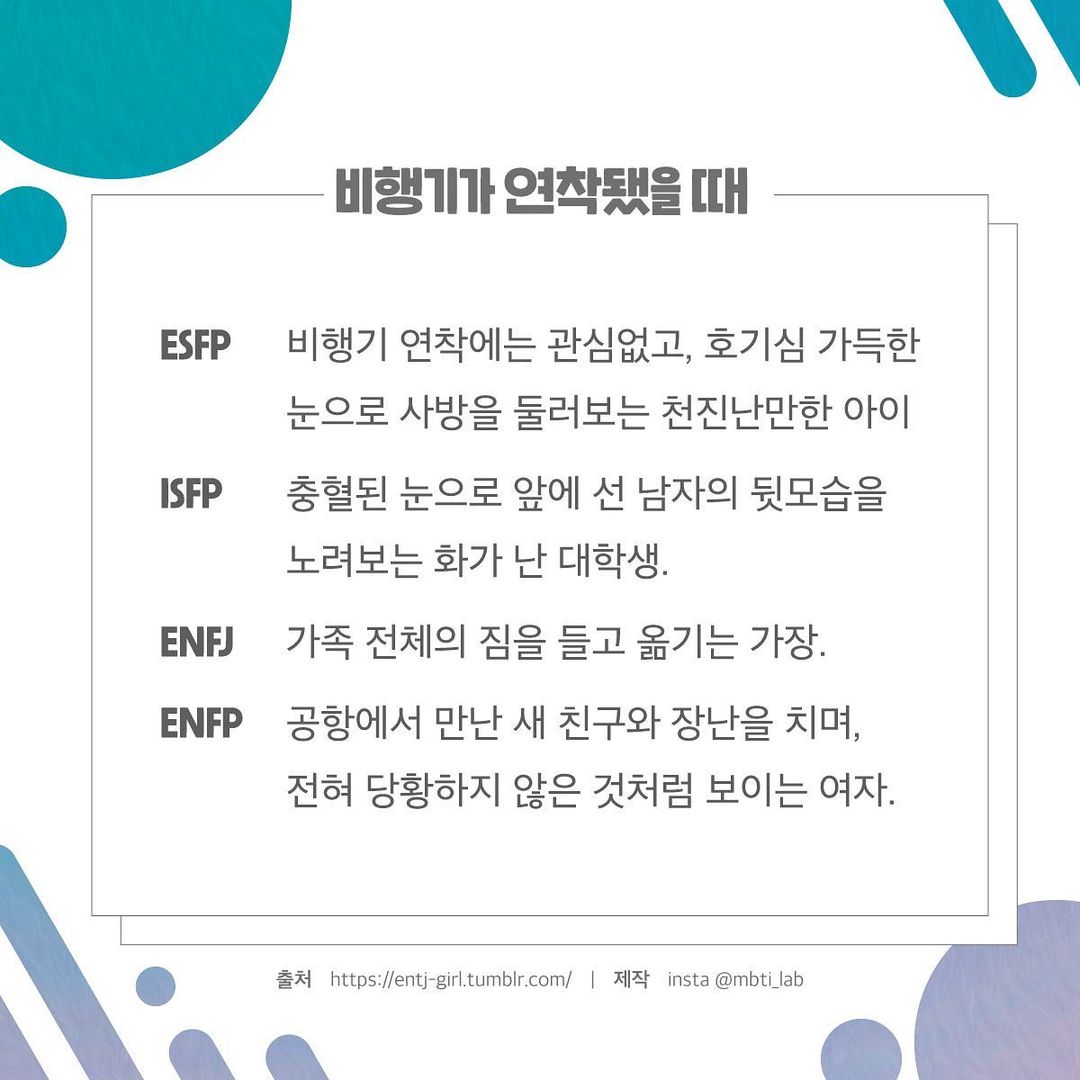 비행기가 연착됐을 때
ESFP 비행기 연착에는 관심없고, 호기심 가득한
눈으로 사방을 둘러보는 천진난만한 아이
ISFP 충혈된 눈으로 앞에 선 남자의 뒷모습을
노려보는 화가 난 대학생.
ENFJ 가족 전체의 짐을 들고 옮기는 가장.
ENFP 공항에서 만난 새 친구와 장난을 치며,
전혀 당황하지 않은 것처럼 보이는 여자.
출처 https://entj-girl.tumblr.com/ | 제작 insta @mbti_lab